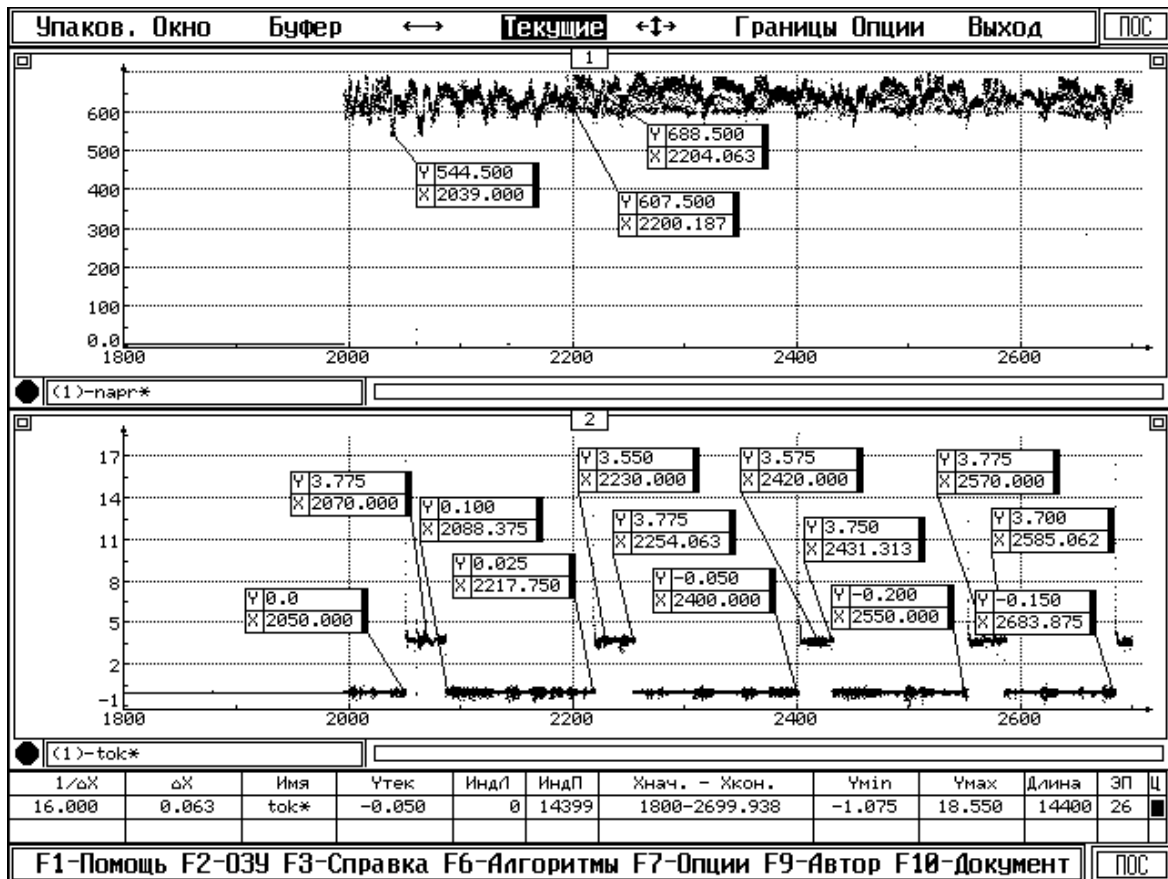 Упаков. Окно Буфер ←→ Текущие ←↕→ Границы Опции Выход ПОС
1
600
500
400
300
200
100
0.0
1800 2000 2200 2400 2600
Y 688.500
X 2204.063
Y 544.500
X 2039.000
Y 607.500
X 2200.187
(1)-napr*
2
17
14
11
8
5
2
-1
1800 2000 2200 2400 2600
Y 3.775
X 2070.000
Y 0.100
X 2088.375
Y 3.550
X 2230.000
Y 3.575
X 2420.000
Y 3.775
X 2570.000
Y 3.775
X 2254.063
Y 3.750
X 2431.313
Y 3.700
X 2585.062
Y 0.025
X 2217.750
Y -0.050
X 2400.000
Y 0.0
X 2050.000
Y -0.200
X 2550.000
Y -0.150
X 2683.875
(1)-tok*
1/△X △X Имя Yтек ИндЛ ИндП Xнач. - Xкон. Ymin Yмах Длина ЭП Ц
16.000 0.063 tok* -0.050 0 14399 1800-2699.938 -1.075 18.550 14400 26
F1-Помощь F2-ОЗУ F3-Справка F6-Алгоритмы F7-Опции F9-Автор F10-Документ ПОС